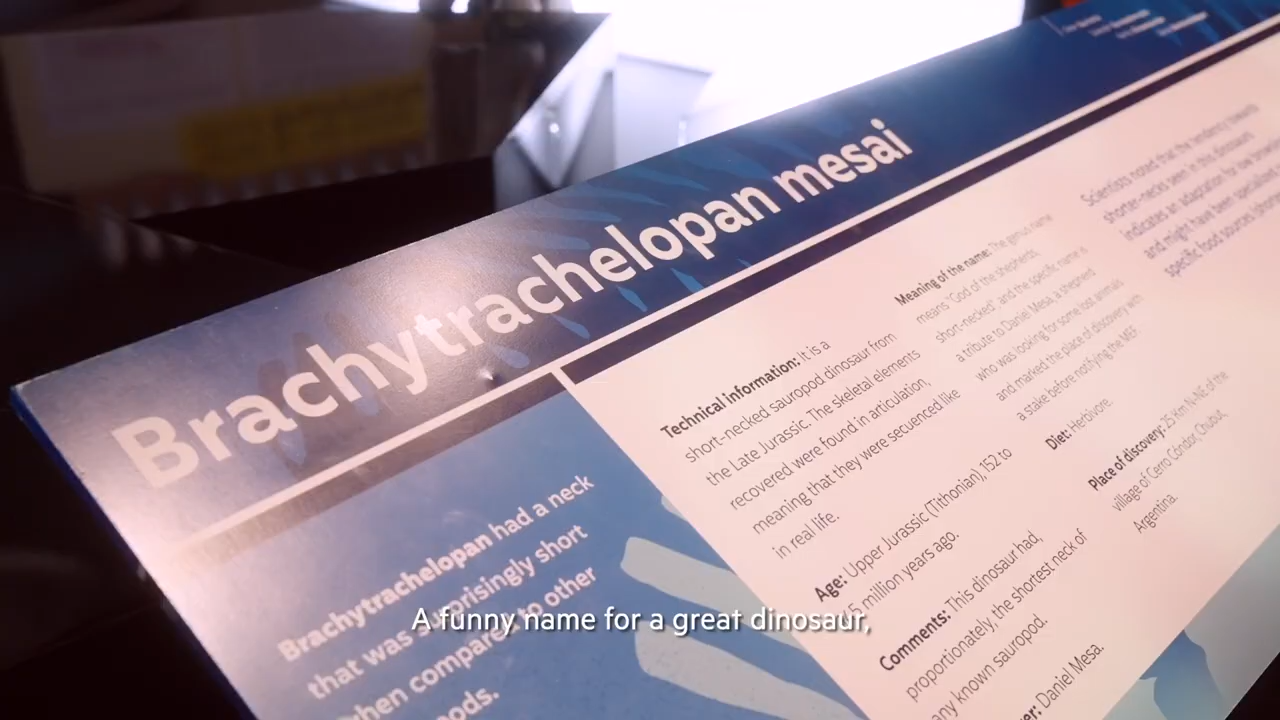 Brachytrachelopan mesai
Brachytrachelopan had a neck
that was surprisingly short
when compared to other
Technical information: It is a
short-necked sauropod dinosaur from
the Late Jurassic. The skeletal elements
recovered were found in articulation,
meaning that they were secuenced like
in real life.
Age: Upper Jurassic (Tithonian), 152 to
million years ago.
Comments: This dinosaur had,
proportionately, the shortest neck of
any known sauropod.
Daniel Mesa.
Meaning of the name: The genus name
means "God of the shepherds,
short-necked" and the specific name is
a tribute to Daniel Mesa, a shepherd
who was looking for some lost animals
and marked the place of discovery with
a stake before notifying the MEF.
Diet: Herbivore.
Place of discovery: 25 Km N-NE of the
village of Cerro Cóndor, Chubut,
Argentina.
Scientists noted that the tendency towards
shorter-necks seen in this dinosaur
indicates an adaptation for low
and might have been specialized
specific food sources
A funny name for a great dinosaur,